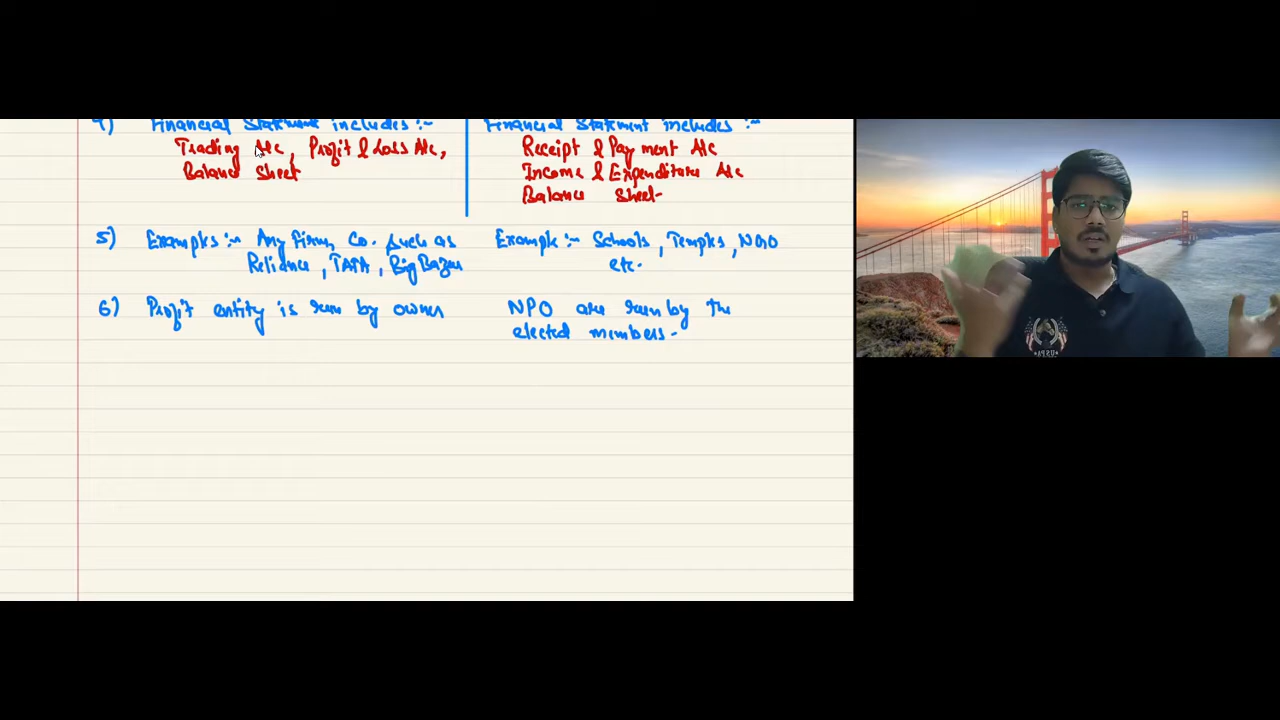 4) Financial Statement includes :-
Trading A/c, Profit & Loss A/c,
Balance Sheet
Financial Statement includes :-
Receipt & Payment A/c
Income & Expenditure A/c
Balance Sheet
5) Examples :- Any Firm, Co. such as
Reliance, TATA, Big Bazar
Example :- Schools, Temples, NGO
etc.
6) Profit entity is run by owner
NPO are run by the
elected members.
USPA